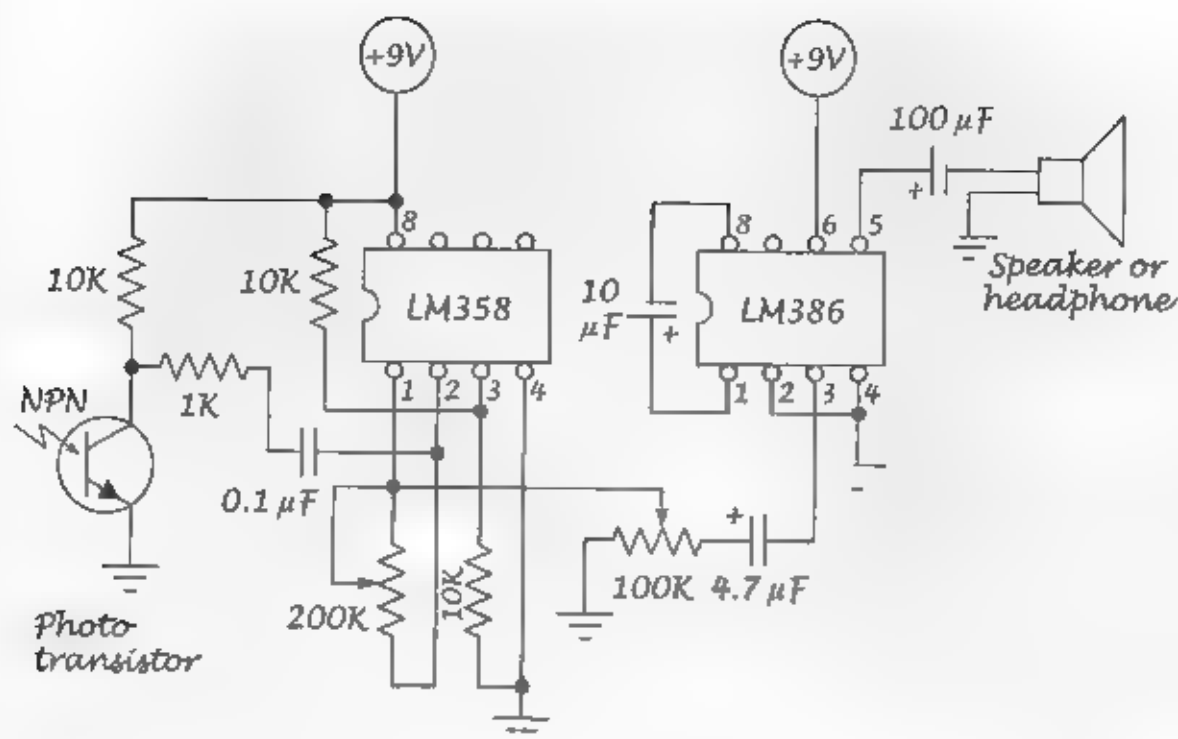 +9V
+9V
100 µF
+
8
8
6
5
10K
10K
LM358
10
µF
+
LM386
Speaker or
headphone
1
2
3
4
1
2
3
4
NPN
1K
0.1 µF
+
200K
10K
100K
4.7 µF
Photo
transistor